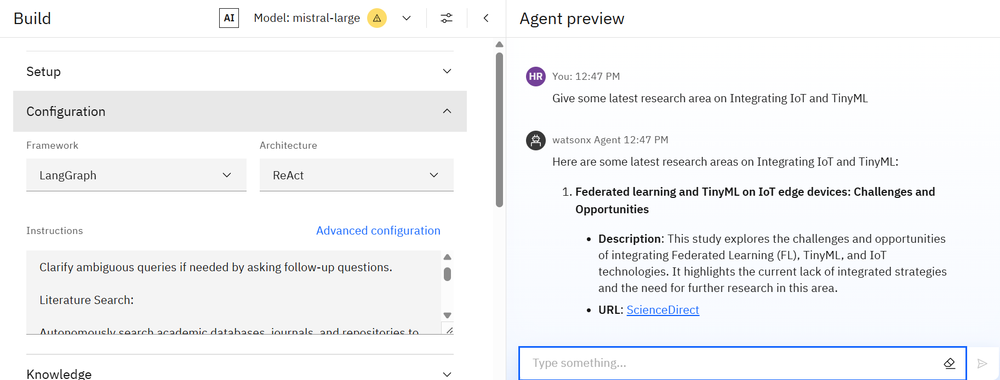 Build
AI
Model: mistral-large
Setup
Configuration
Framework
Architecture
LangGraph
ReAct
Instructions
Advanced configuration
Clarify ambiguous queries if needed by asking follow-up questions.
Literature Search:
Autonomously search academic databases, journals, and repositories to
Knowledge
Agent preview
HR
You: 12:47 PM
Give some latest research area on Integrating IoT and TinyML
watsonx Agent 12:47 PM
Here are some latest research areas on Integrating IoT and TinyML:
1. Federated learning and TinyML on IoT edge devices: Challenges and
Opportunities
• Description: This study explores the challenges and opportunities
of integrating Federated Learning (FL), TinyML, and IoT
technologies. It highlights the current lack of integrated strategies
and the need for further research in this area.
• URL: ScienceDirect
Type something...